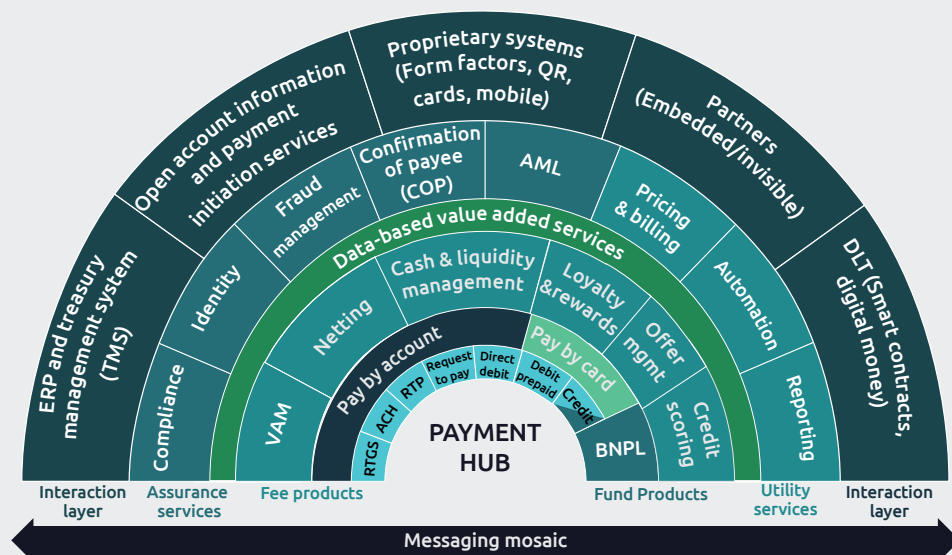 Proprietary systems
(Form factors, QR,
cards, mobile)
Open account information
and payment
initiation services
Partners
(Embedded/invisible)
ERP and treasury
management system
(TMS)
DLT (Smart contracts,
digital money)
Compliance
Identity
Fraud
management
Confirmation
of payee
(COP)
AML
Pricing
& billing
Automation
Reporting
Data-based value added services
VAM
Netting
Cash & liquidity
management
Loyalty
&rewards
Offer
mgmt
Credit
scoring
Pay by account
Pay by card
BNPL
RTGS
ACH
RTP
Request
to pay
Direct
debit
Debit
prepaid
Credit
PAYMENT
HUB
Interaction
layer
Assurance
services
Fee products
Fund Products
Utility
services
Interaction
layer
Messaging mosaic